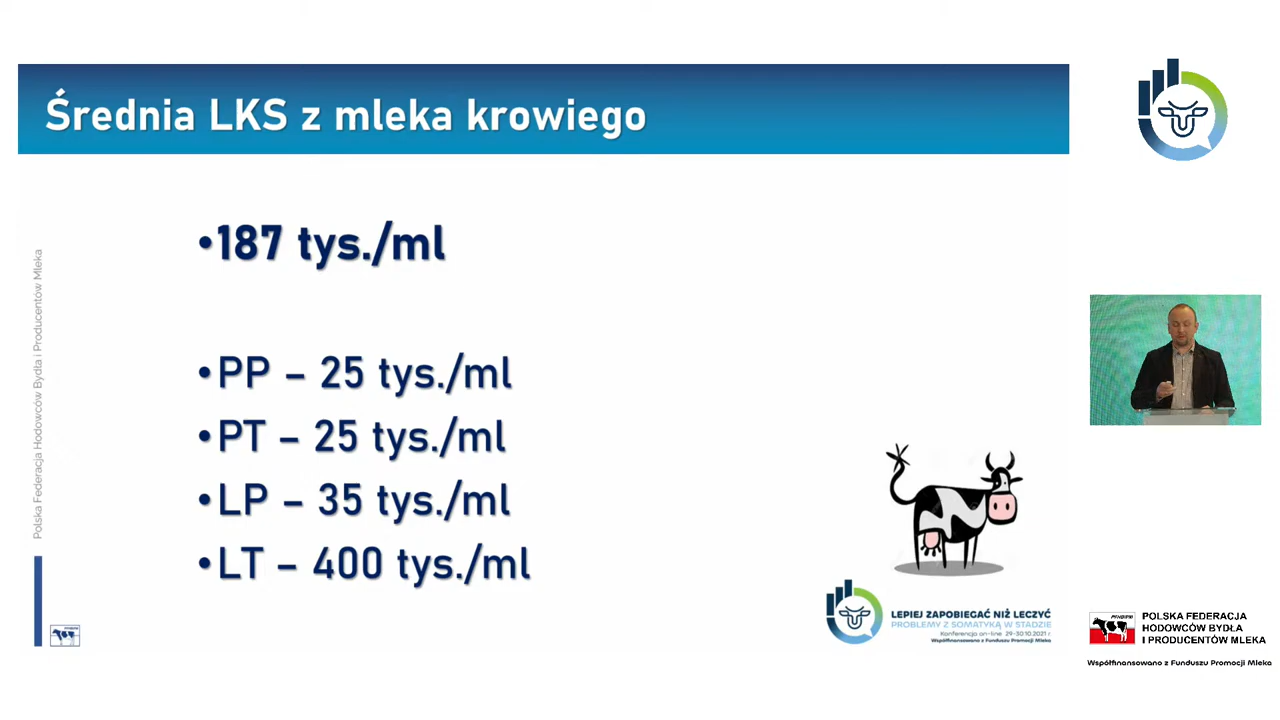 Średnia LKS z mleka krowiego
•187 tys./ml
•PP – 25 tys./ml
•PT – 25 tys./ml
•LP – 35 tys./ml
•LT – 400 tys./ml
Polska Federacja Hodowców Bydła i Producentów Mleka
LEPIEJ ZAPOBIEGAĆ NIŻ LECZYĆ
PROBLEMY Z SOMATYKĄ W STADZIE
Konferencja on-line 29-30.10.2021 r.
Współfinansowano z Funduszu Promocji Mleka
POLSKA FEDERACJA
HODOWCÓW BYDŁA
I PRODUCENTÓW MLEKA
Współfinansowano z Funduszu Promocji Mleka